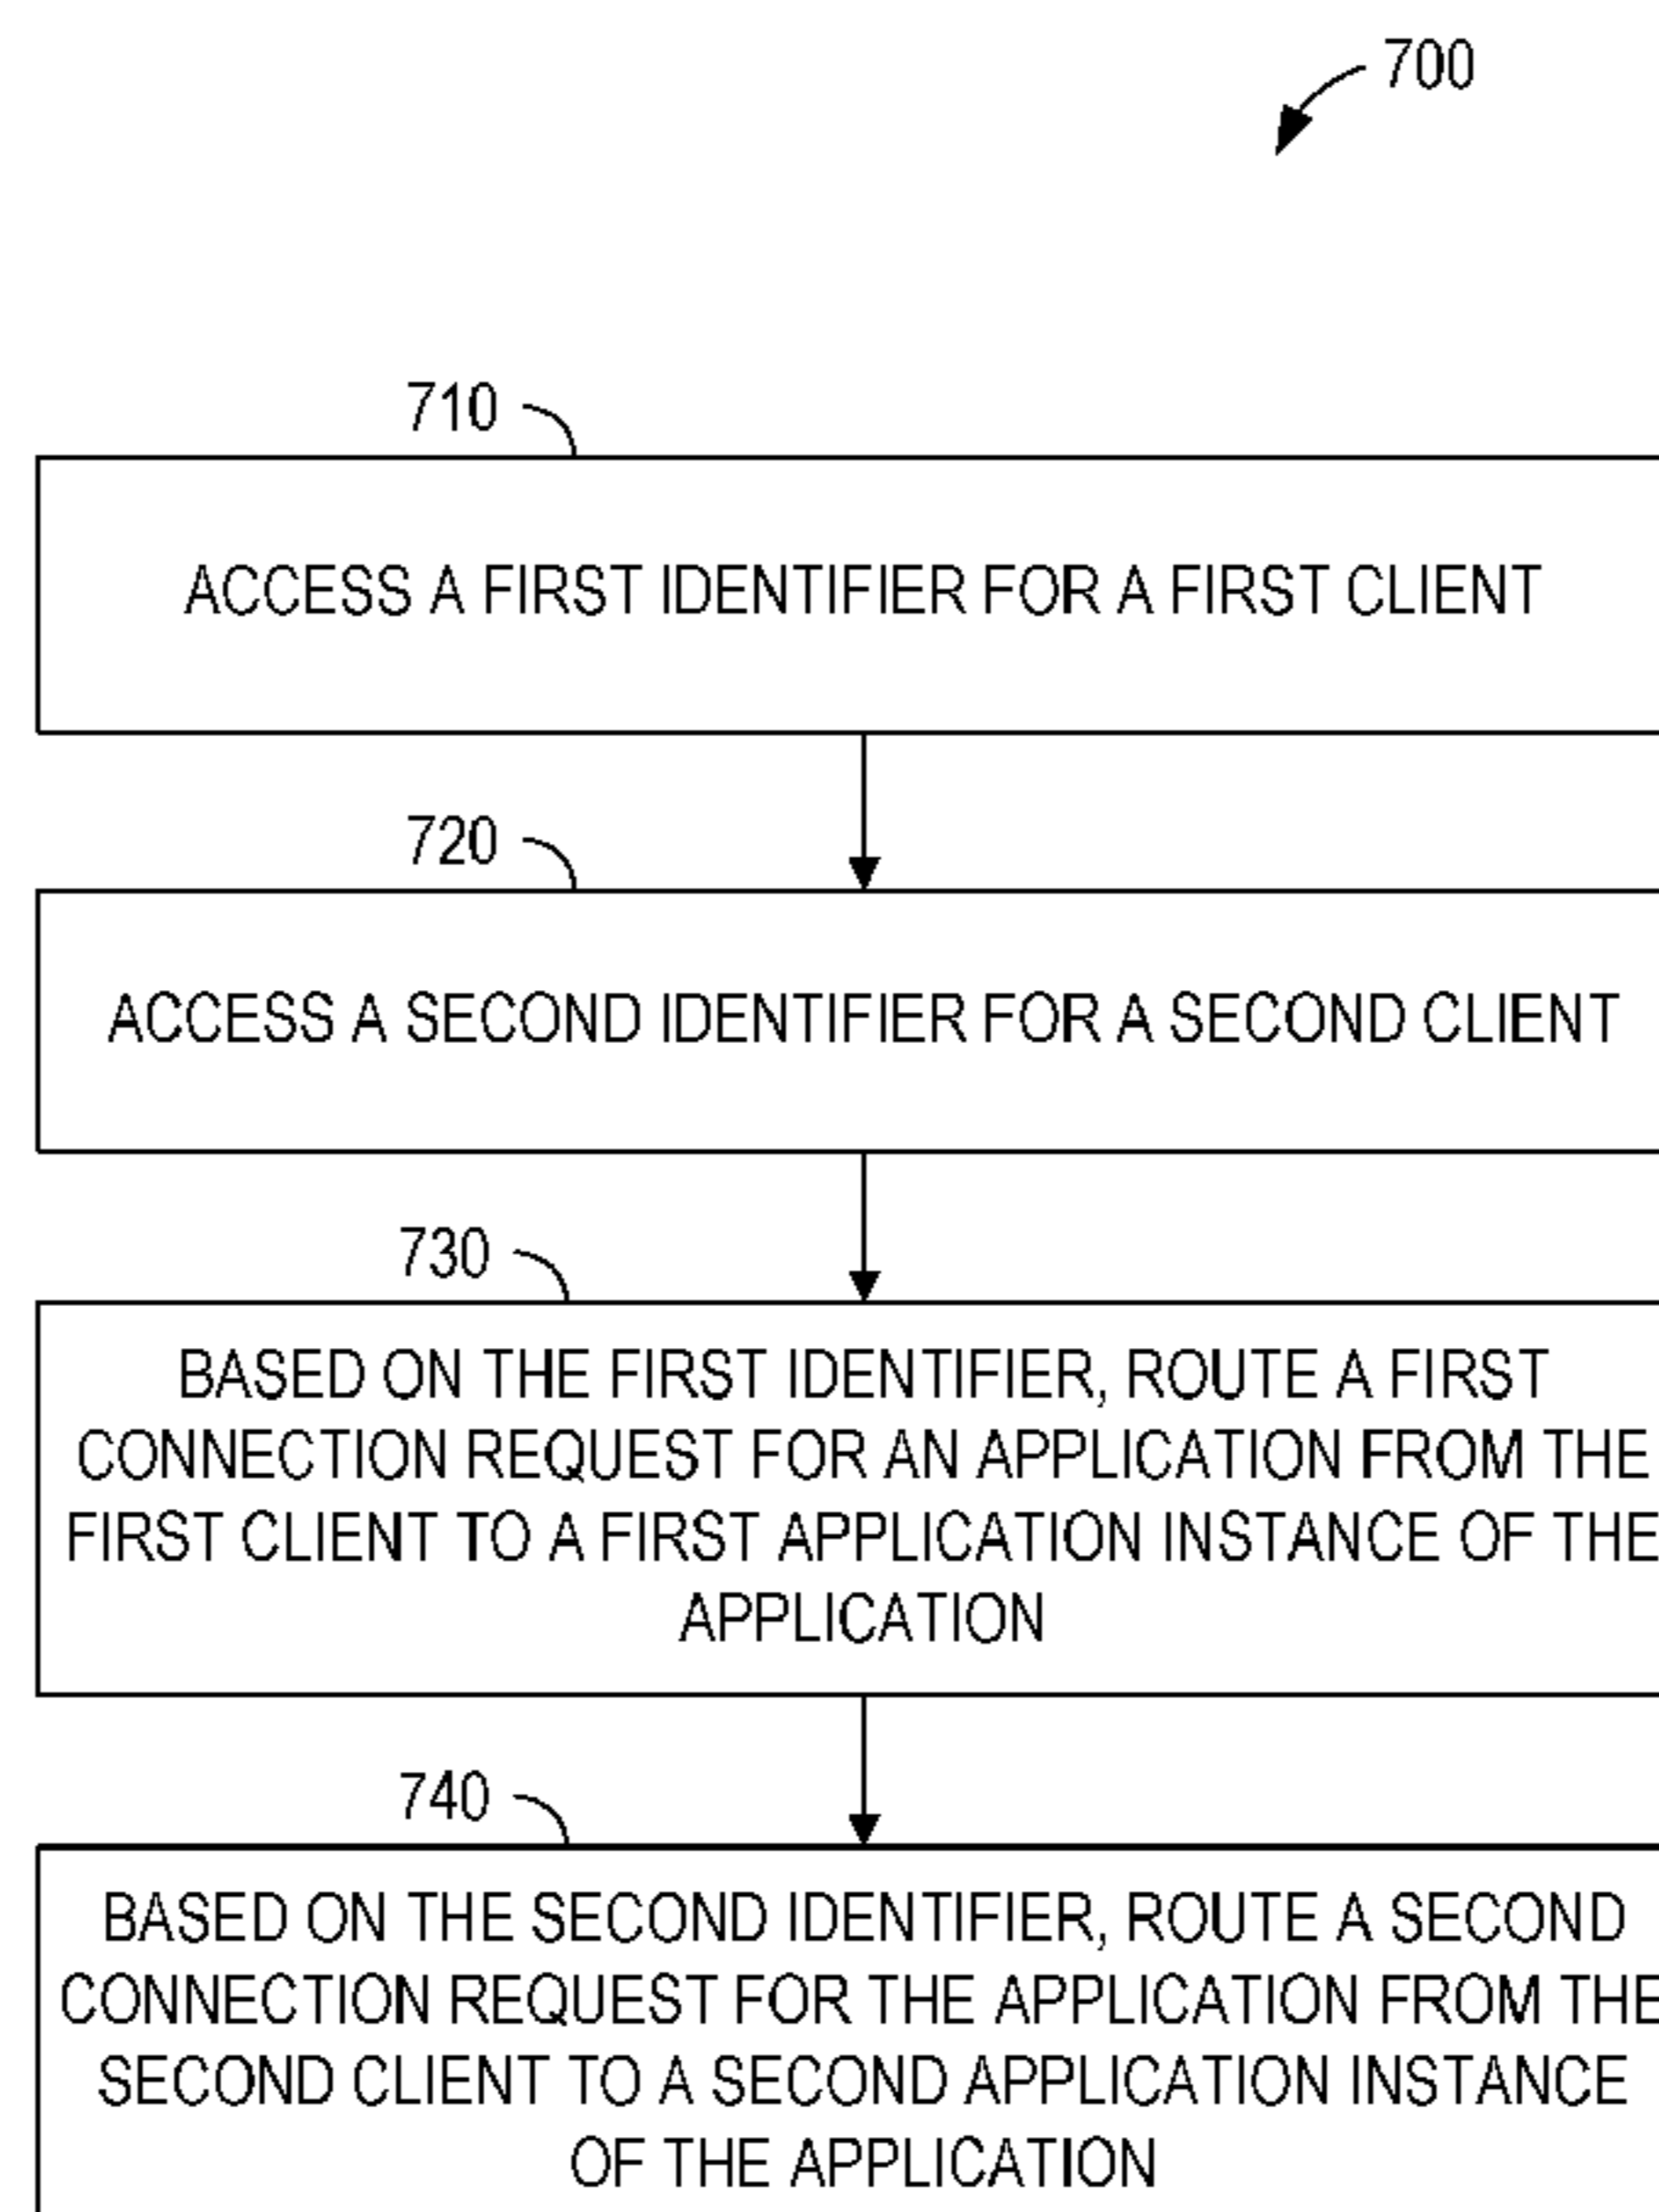 700
710
ACCESS A FIRST IDENTIFIER FOR A FIRST CLIENT
720
ACCESS A SECOND IDENTIFIER FOR A SECOND CLIENT
730
BASED ON THE FIRST IDENTIFIER, ROUTE A FIRST
CONNECTION REQUEST FOR AN APPLICATION FROM THE
FIRST CLIENT TO A FIRST APPLICATION INSTANCE OF THE
APPLICATION
740
BASED ON THE SECOND IDENTIFIER, ROUTE A SECOND
CONNECTION REQUEST FOR THE APPLICATION FROM THE
SECOND CLIENT TO A SECOND APPLICATION INSTANCE
OF THE APPLICATION